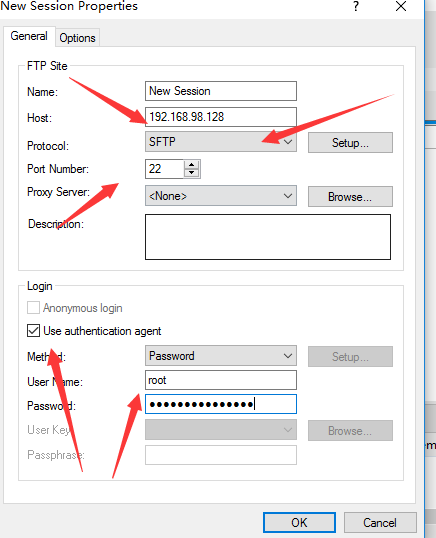 New Session Properties
General Options
FTP Site
Name: New Session
Host: 192.168.98.128
Protocol: SFTP Setup...
Port Number: 22
Proxy Server: <None> Browse...
Description:
Login
Anonymous login
Use authentication agent
Method: Password Setup...
User Name: root
Password: ●●●●●●●●●●●●●●●
User Key: Browse...
Passphrase:
OK Cancel